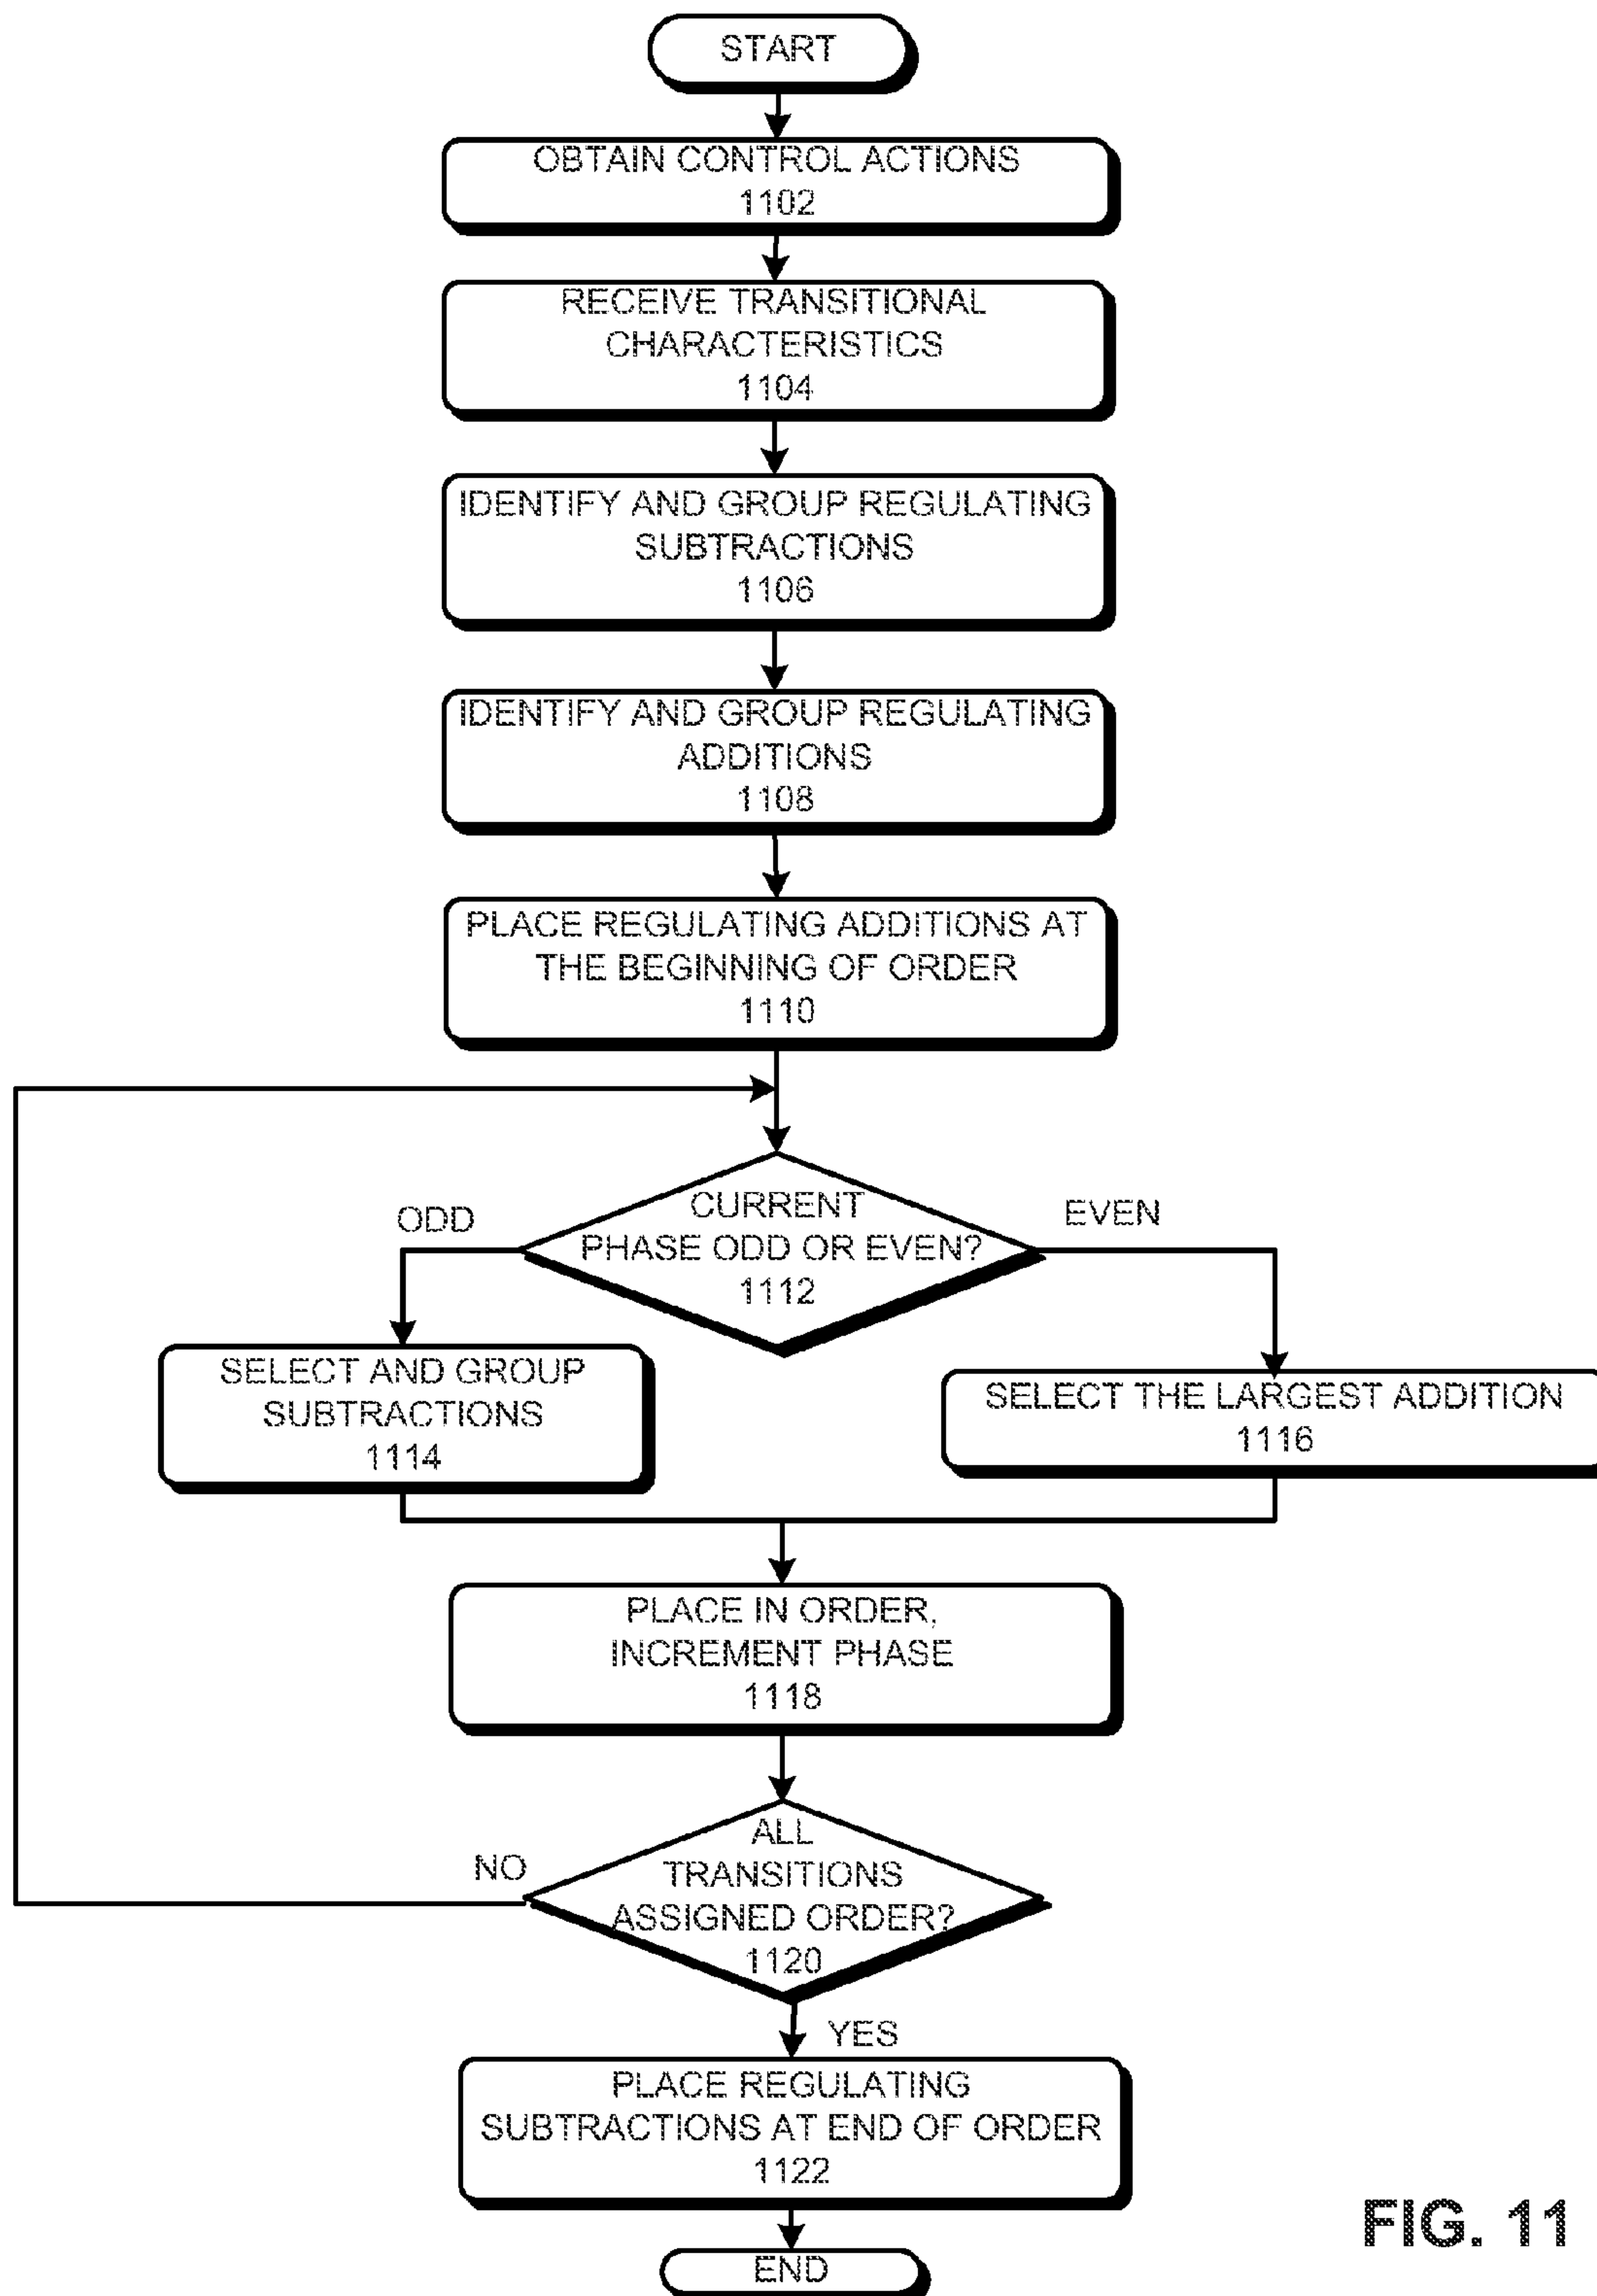 START
OBTAIN CONTROL ACTIONS
1102
RECEIVE TRANSITIONAL
CHARACTERISTICS
1104
IDENTIFY AND GROUP REGULATING
SUBTRACTIONS
1106
IDENTIFY AND GROUP REGULATING
ADDITIONS
1108
PLACE REGULATING ADDITIONS AT
THE BEGINNING OF ORDER
1110
CURRENT
PHASE ODD OR EVEN?
1112
ODD
EVEN
SELECT AND GROUP
SUBTRACTIONS
1114
SELECT THE LARGEST ADDITION
1116
PLACE IN ORDER,
INCREMENT PHASE
1118
ALL
TRANSITIONS
ASSIGNED ORDER?
1120
NO
YES
PLACE REGULATING
SUBTRACTIONS AT END OF ORDER
1122
END
FIG. 11